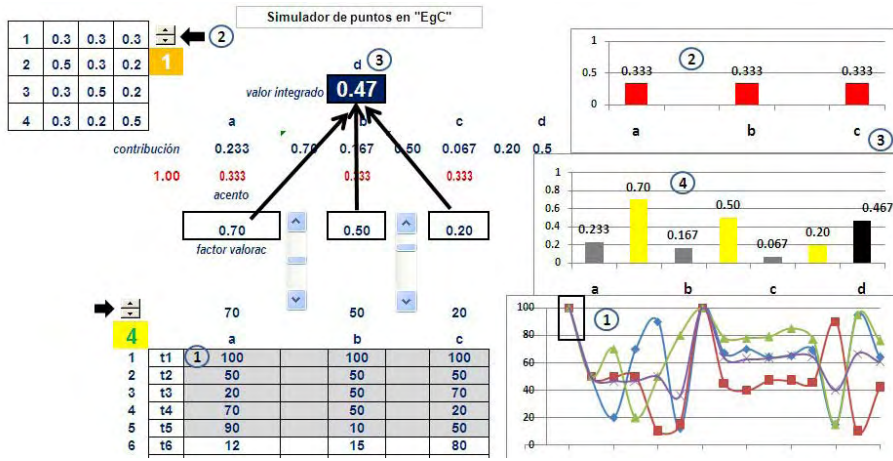 Simulador de puntos en "EgC"
1 0.3 0.3 0.3
2 0.5 0.3 0.2
3 0.3 0.5 0.2
4 0.3 0.2 0.5
2
1
d 3
valor integrado 0.47
a b c d
contribución 0.233 0.70 0.167 0.50 0.067 0.20 0.5
1.00 0.333 0.333 0.333
acento
0.70 0.50 0.20
factor valorac
70 50 20
4 a b c
1 t1 1 100 100 100
2 t2 50 50 50
3 t3 20 50 70
4 t4 70 50 20
5 t5 90 10 50
6 t6 12 15 80
1
0.5
0
2
0.333 0.333 0.333
a b c
3
1
0.8
0.6
0.4
0.2
0
4
0.233 0.70 0.167 0.50 0.067 0.20 0.467
a b c d
100
80
60
40
20
0
1